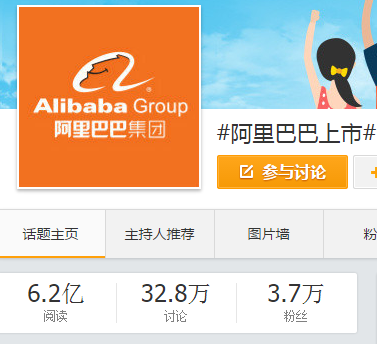 Alibaba Group
阿里巴巴集团
#阿里巴巴上市#
参与讨论
话题主页
主持人推荐
图片墙
6.2亿
32.8万
3.7万
阅读
讨论
粉丝